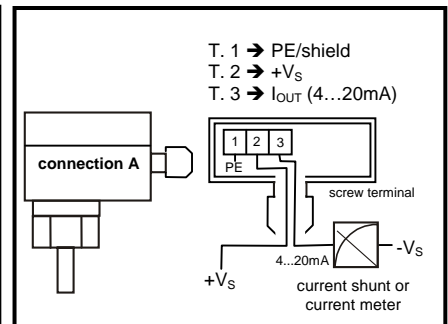 T. 1 ➔ PE/shield
T. 2 ➔ +VS
T. 3 ➔ IOUT (4…20mA)
connection A
1 2 3
PE
screw terminal
4...20mA
-VS
+VS
current shunt or
current meter